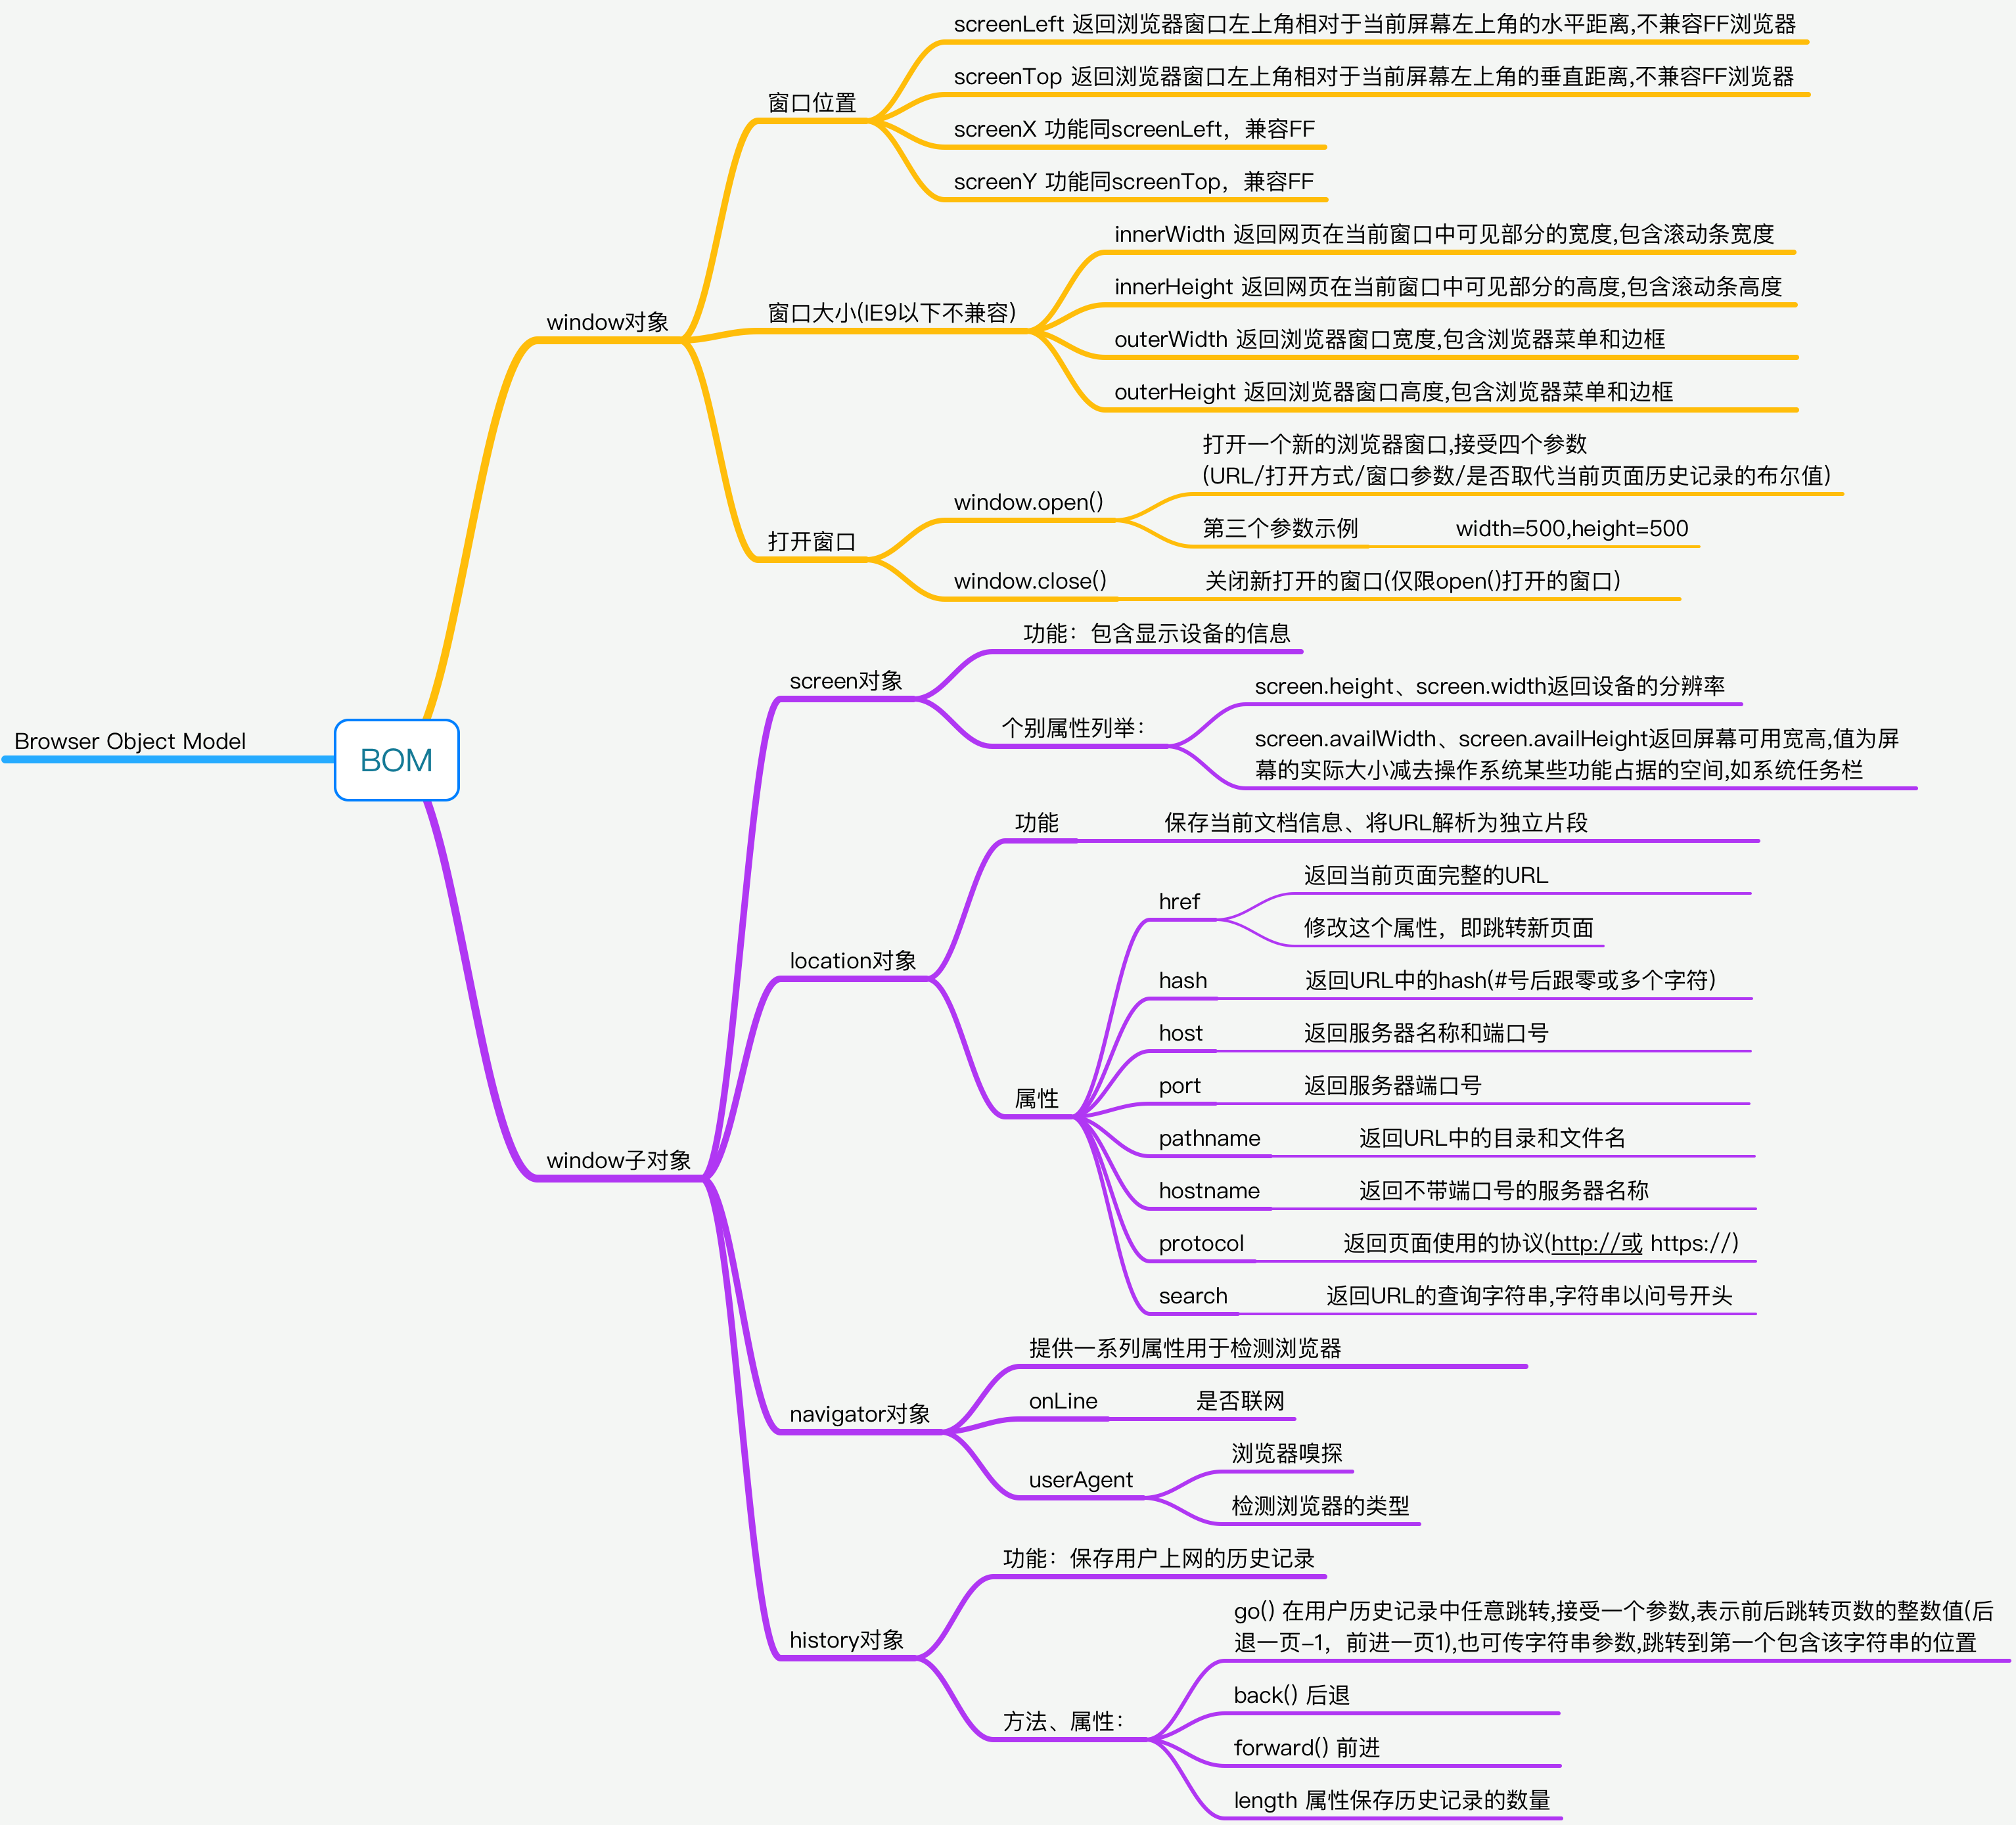 Browser Object Model
BOM
window对象
窗口位置
screenLeft 返回浏览器窗口左上角相对于当前屏幕左上角的水平距离,不兼容FF浏览器
screenTop 返回浏览器窗口左上角相对于当前屏幕左上角的垂直距离,不兼容FF浏览器
screenX 功能同screenLeft，兼容FF
screenY 功能同screenTop，兼容FF
窗口大小(IE9以下不兼容)
innerWidth 返回网页在当前窗口中可见部分的宽度,包含滚动条宽度
innerHeight 返回网页在当前窗口中可见部分的高度,包含滚动条高度
outerWidth 返回浏览器窗口宽度,包含浏览器菜单和边框
outerHeight 返回浏览器窗口高度,包含浏览器菜单和边框
打开窗口
window.open()
打开一个新的浏览器窗口,接受四个参数
(URL/打开方式/窗口参数/是否取代当前页面历史记录的布尔值)
第三个参数示例
width=500,height=500
window.close()
关闭新打开的窗口(仅限open()打开的窗口)
window子对象
screen对象
功能：包含显示设备的信息
个别属性列举：
screen.height、screen.width返回设备的分辨率
screen.availWidth、screen.availHeight返回屏幕可用宽高,值为屏
幕的实际大小减去操作系统某些功能占据的空间,如系统任务栏
location对象
功能
保存当前文档信息、将URL解析为独立片段
属性
href
返回当前页面完整的URL
修改这个属性，即跳转新页面
hash
返回URL中的hash(#号后跟零或多个字符)
host
返回服务器名称和端口号
port
返回服务器端口号
pathname
返回URL中的目录和文件名
hostname
返回不带端口号的服务器名称
protocol
返回页面使用的协议(http://或 https://)
search
返回URL的查询字符串,字符串以问号开头
navigator对象
提供一系列属性用于检测浏览器
onLine
是否联网
userAgent
浏览器嗅探
检测浏览器的类型
history对象
功能：保存用户上网的历史记录
方法、属性：
go() 在用户历史记录中任意跳转,接受一个参数,表示前后跳转页数的整数值(后
退一页-1，前进一页1),也可传字符串参数,跳转到第一个包含该字符串的位置
back() 后退
forward() 前进
length 属性保存历史记录的数量